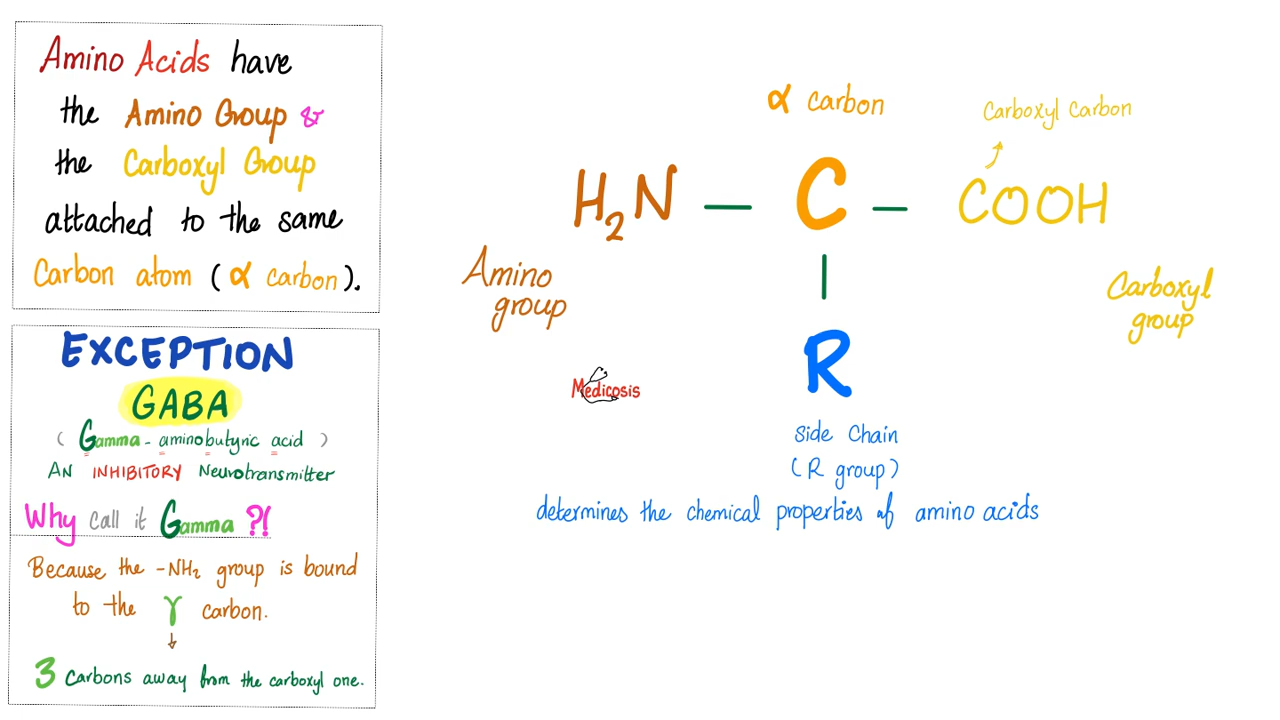 Amino Acids have
the Amino Group &
the Carboxyl Group
attached to the same
Carbon atom (α carbon).
EXCEPTION
GABA
(Gamma-aminobutyric acid)
AN INHIBITORY Neurotransmitter
Why call it Gamma ?!
Because the -NH2 group is bound
to the γ carbon.
↓
3 Carbons away from the carboxyl one.
α carbon
Carboxyl Carbon
H2N — C — COOH
Amino
group
Carboxyl
group
R
Medicosis
Side Chain
(R group)
determines the chemical properties of amino acids